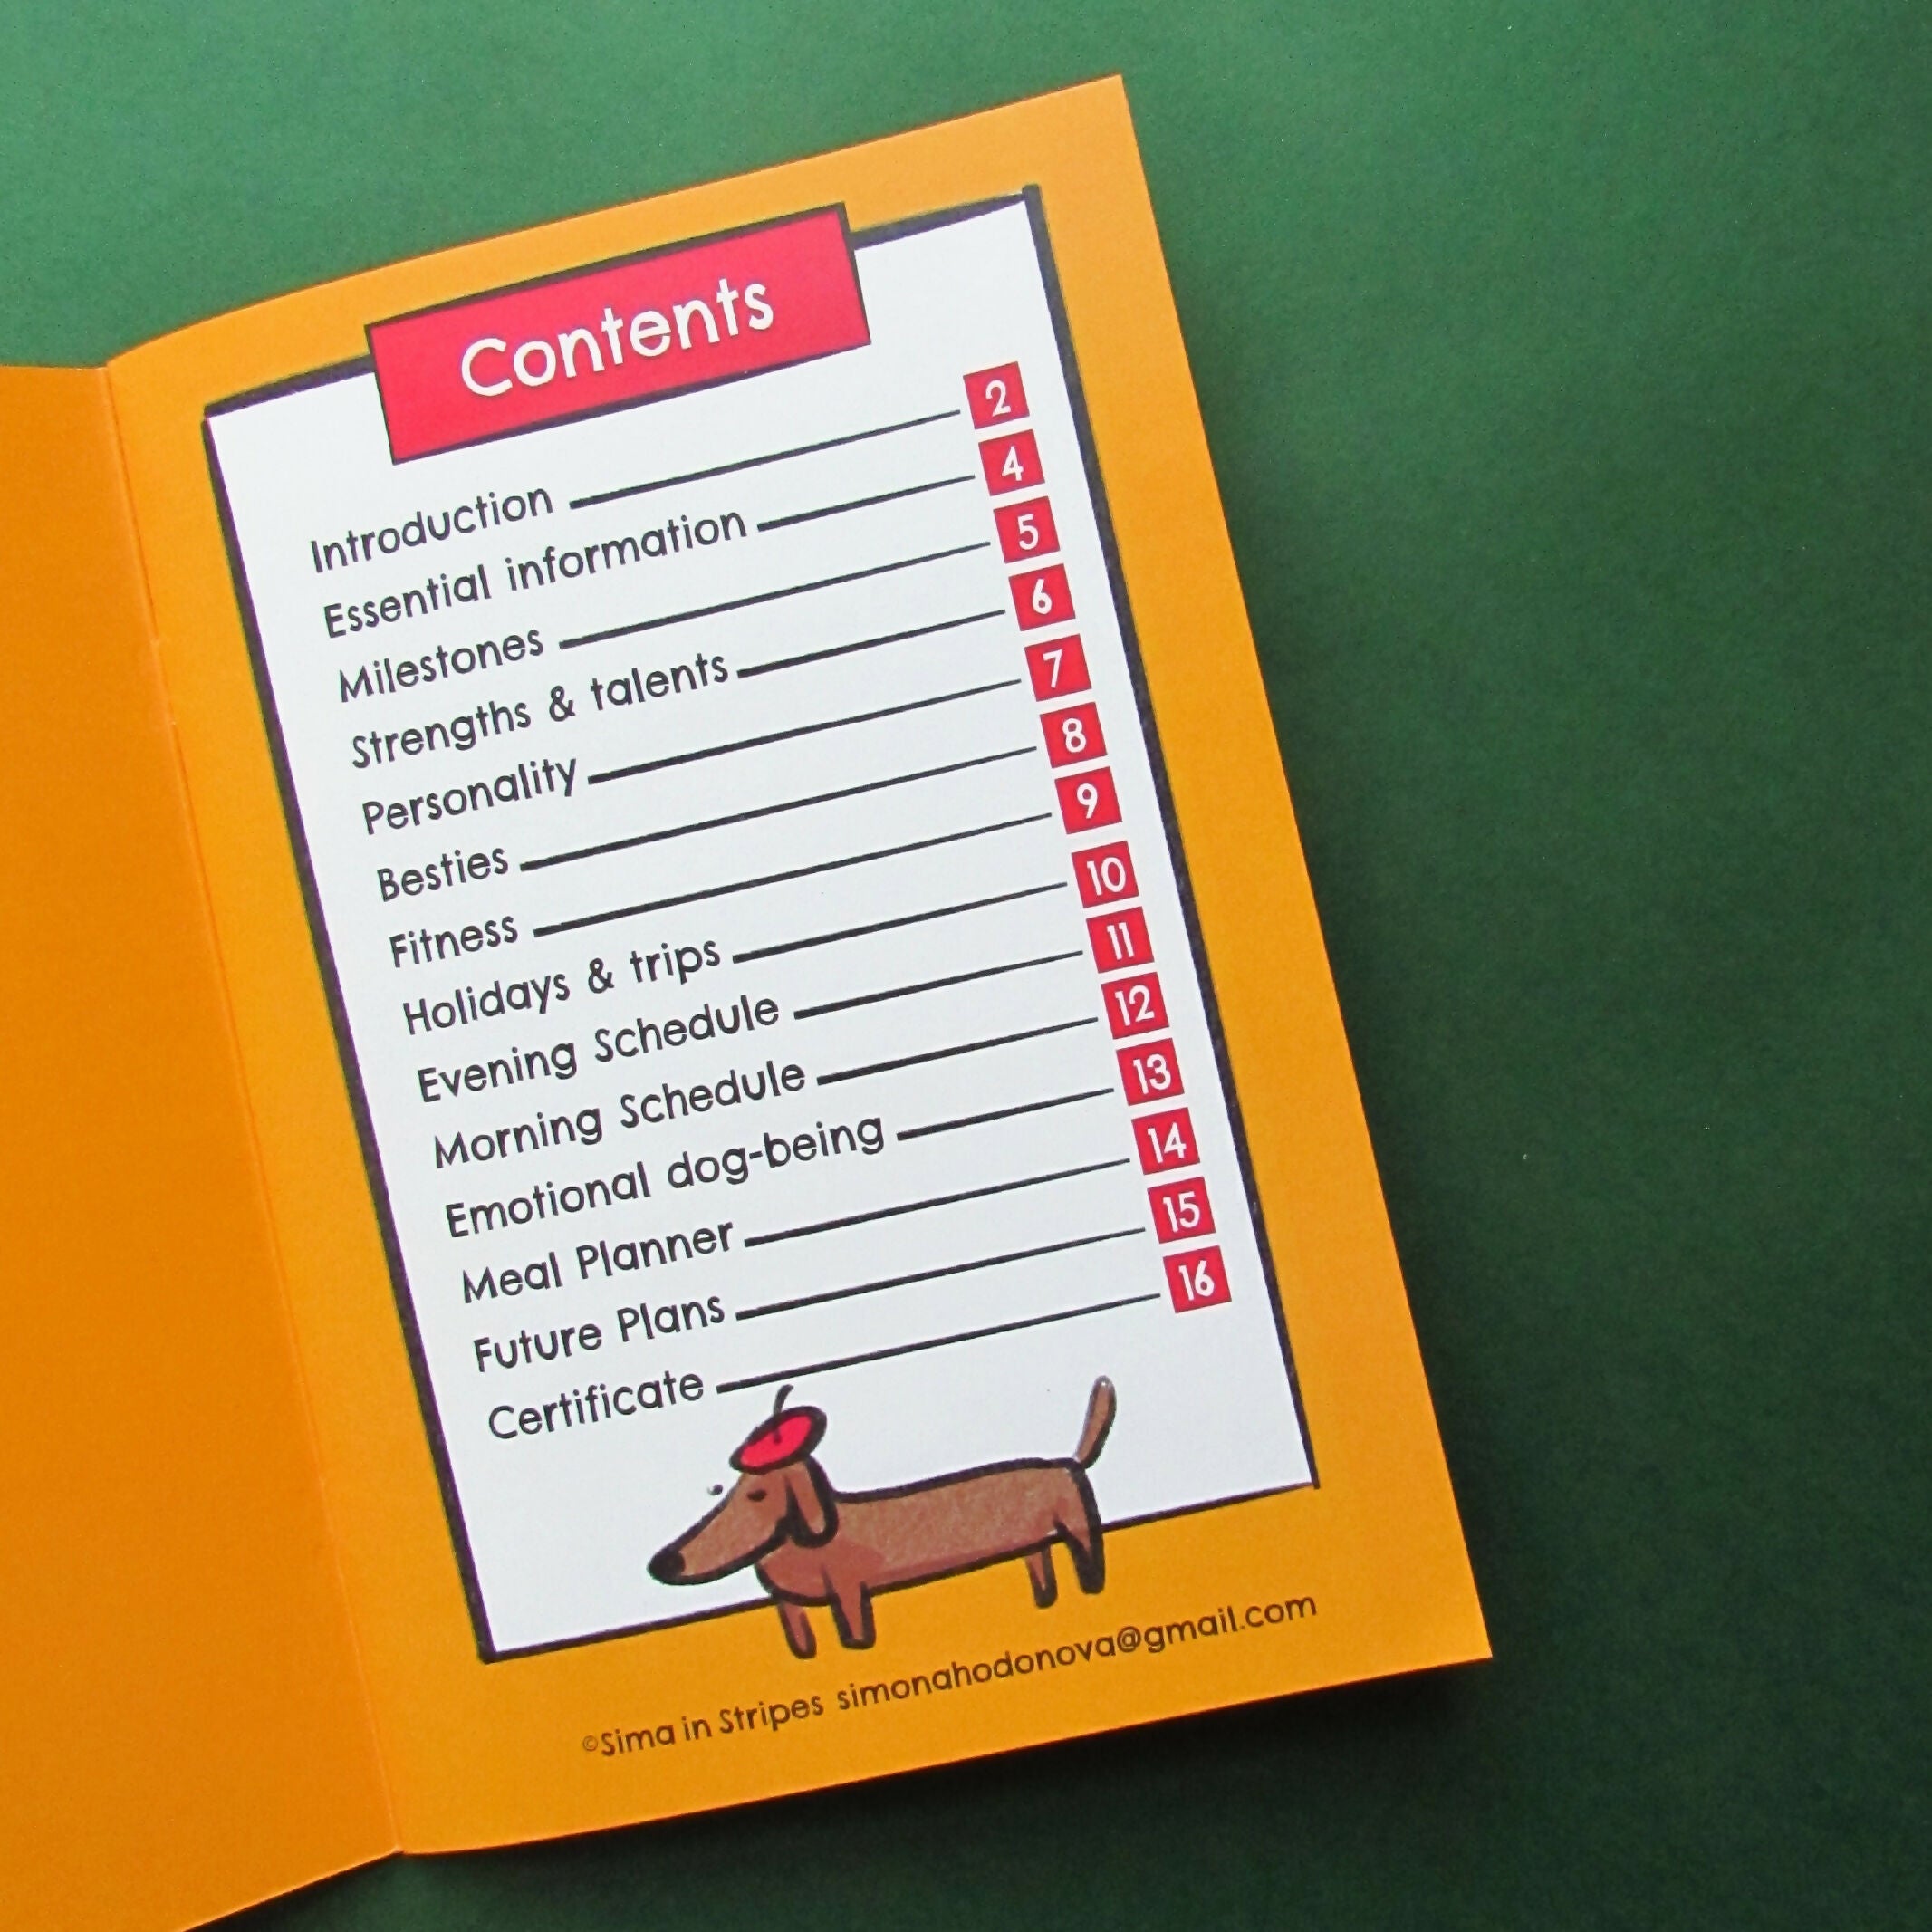 Contents
Introduction 2
Essential information 4
Milestones 5
Strengths & talents 6
Personality 7
Besties 8
Fitness 9
Holidays & trips 10
Evening Schedule 11
Morning Schedule 12
Emotional dog-being 13
Meal Planner 14
Future Plans 15
Certificate 16
©Sima in Stripes simonahodonova@gmail.com